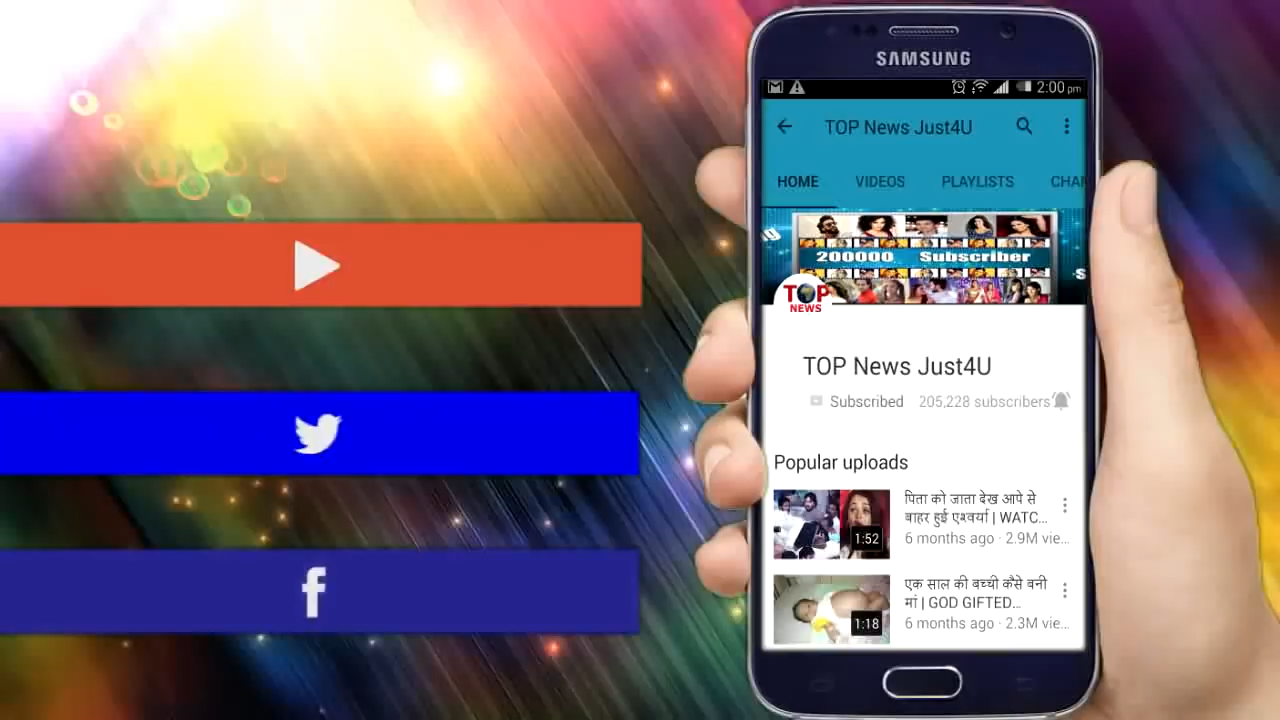 SAMSUNG
2:00 pm
TOP News Just4U
HOME VIDEOS PLAYLISTS CHAN
200000 Subscriber
TOP
NEWS
TOP News Just4U
Subscribed 205,228 subscribers
Popular uploads
पिता को जाता देख आपे से
बाहर हुई एश्वर्या | WATC...
1:52
6 months ago · 2.9M vie...
एक साल की बच्ची कैसे बनी
मां | GOD GIFTED...
1:18
6 months ago · 2.3M vie...